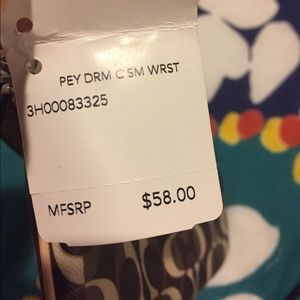 PEY DRM C SM WRST
3H00083325
MFSRP $58.00